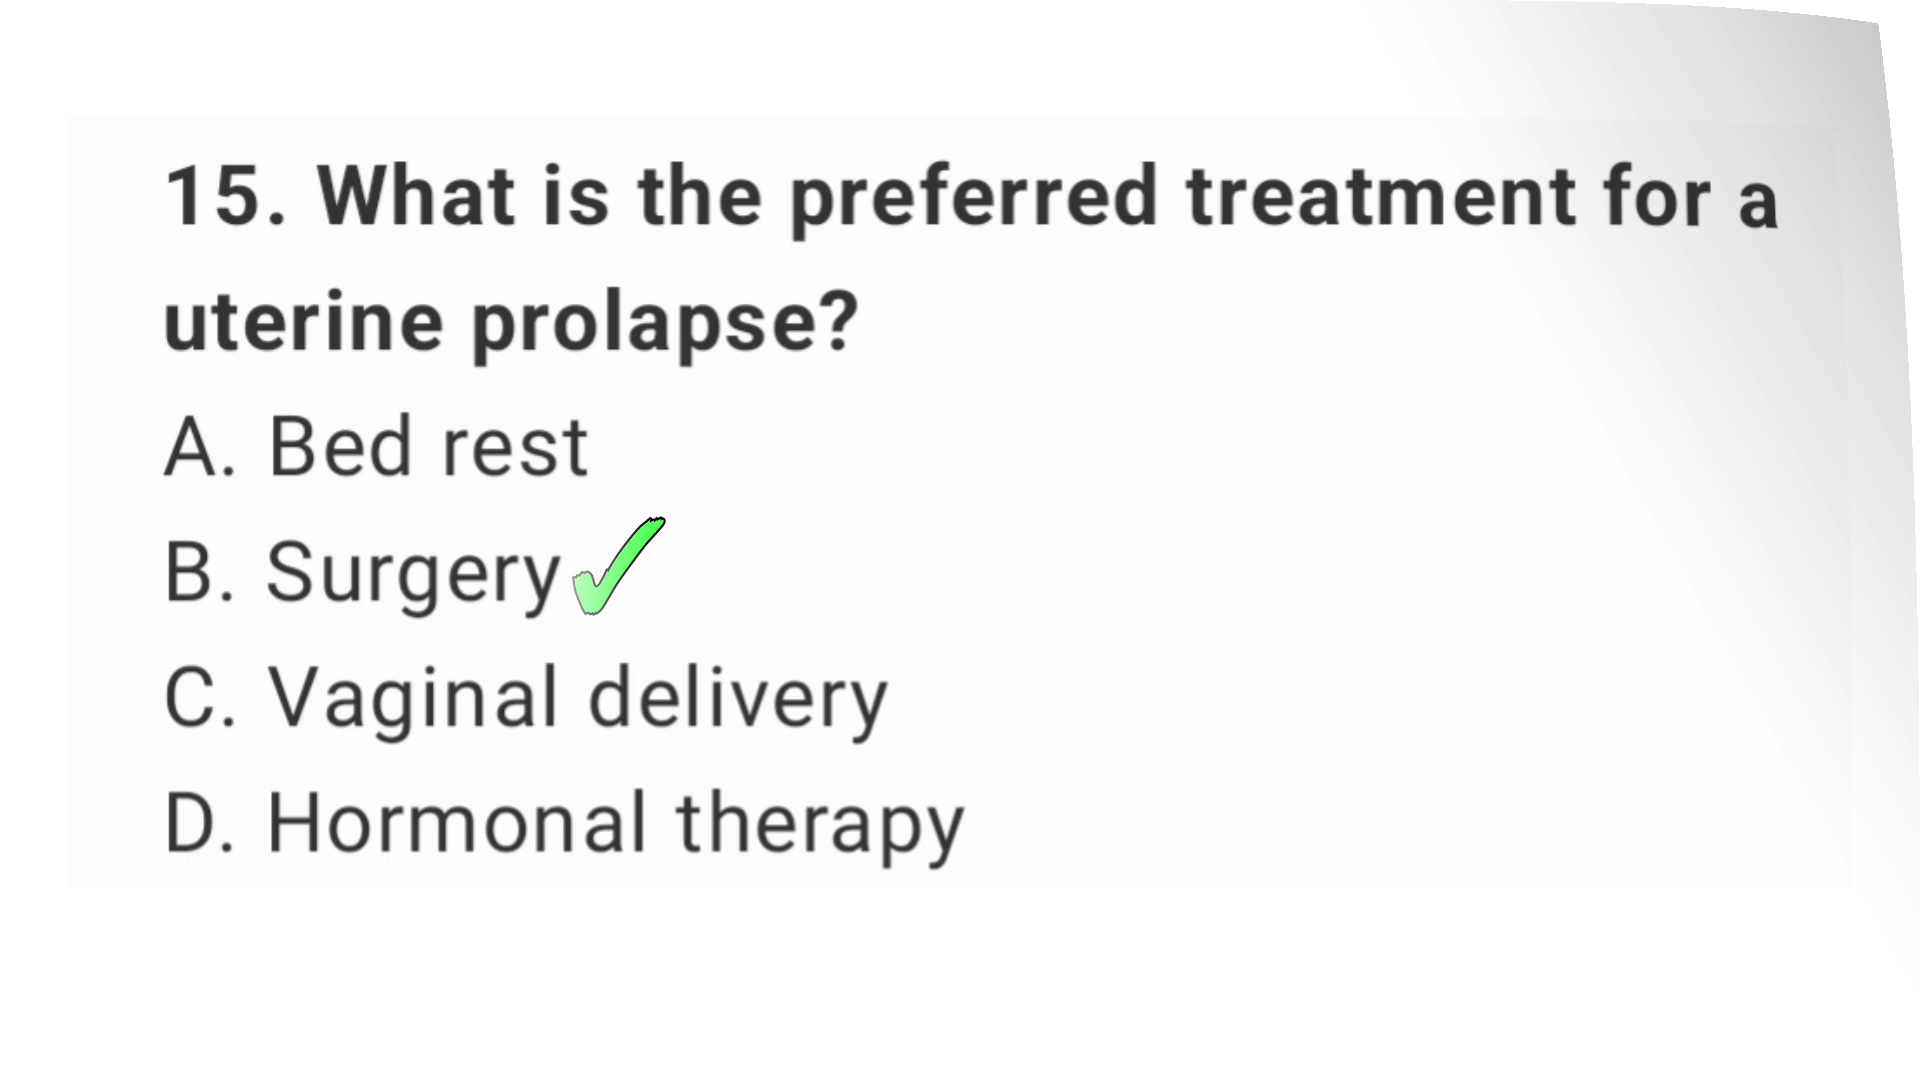 15. What is the preferred treatment for a
uterine prolapse?
A. Bed rest
B. Surgery
C. Vaginal delivery
D. Hormonal therapy